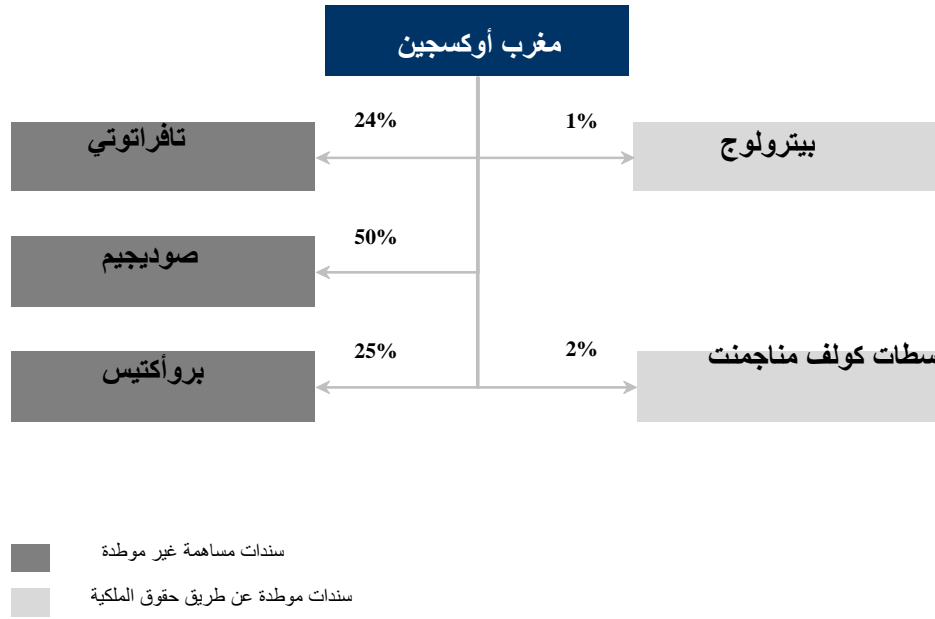 مغرب أوكسجين
1%
24%
بيترولوج
تافراتوتي
50%
صوديجيم
2%
25%
سطات كولف مناجمنت
بروأكتيس
سندات مساهمة غير موطدة
سندات موطدة عن طريق حقوق الملكية